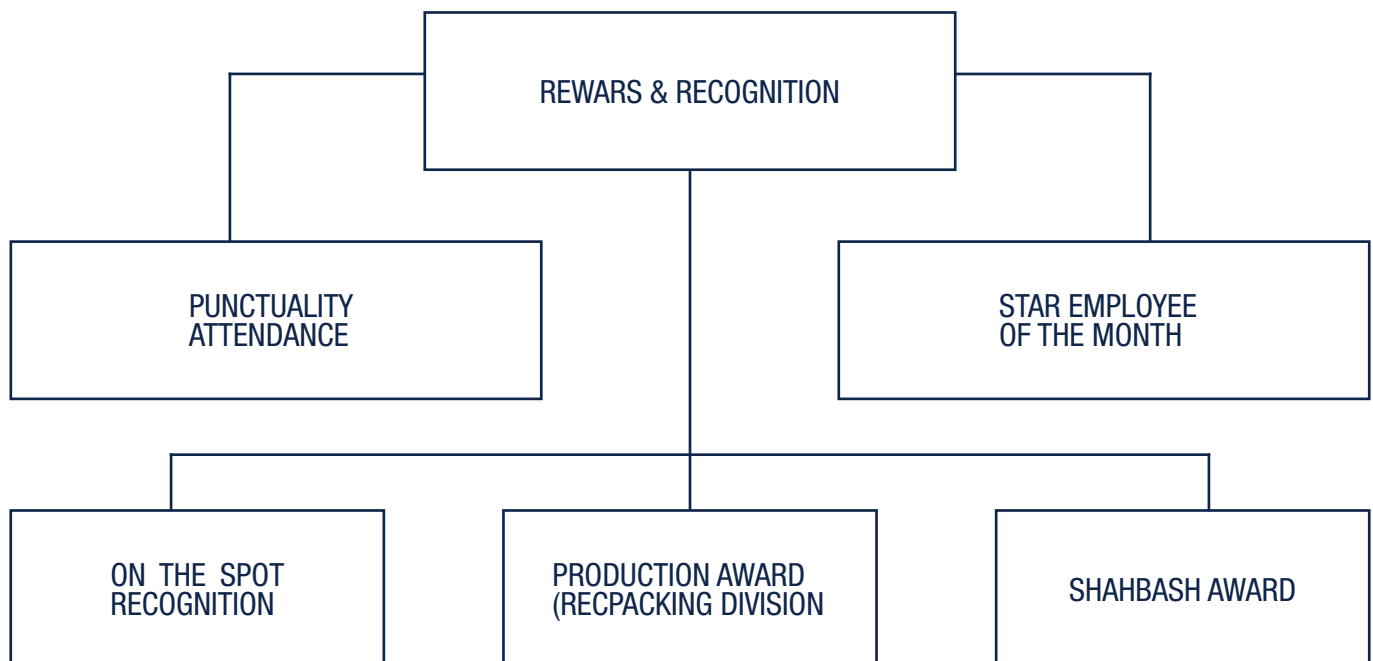 REWARS & RECOGNITION
PUNCTUALITY
ATTENDANCE
STAR EMPLOYEE
OF THE MONTH
ON THE SPOT
RECOGNITION
PRODUCTION AWARD
(RECPACKING DIVISION
SHAHBASH AWARD